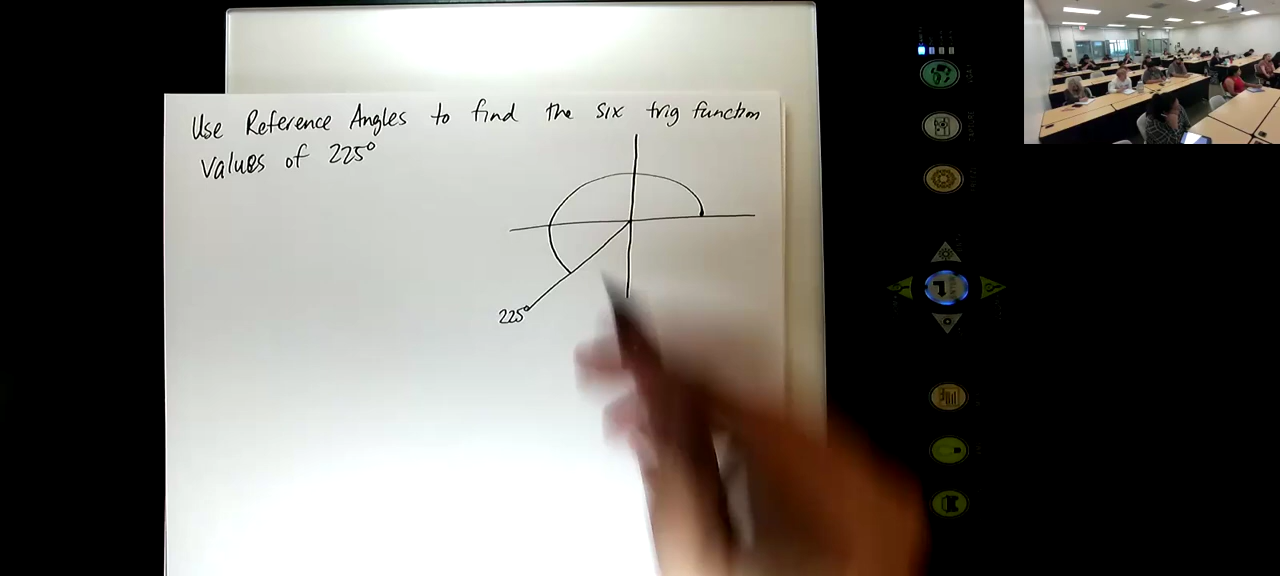 Use Reference Angles to find the six trig function
values of 225°
225°